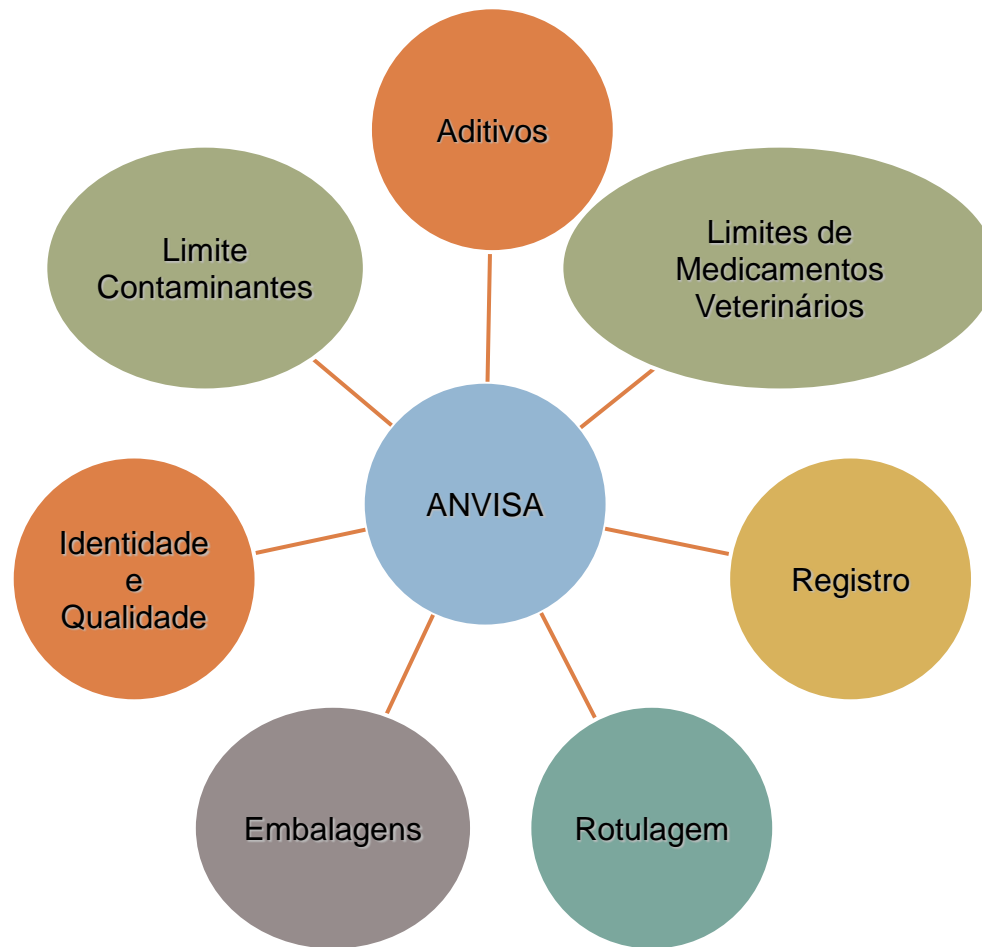 Aditivos
Limite
Contaminantes
Limites de
Medicamentos
Veterinários
ANVISA
Identidade
e
Qualidade
Registro
Embalagens
Rotulagem